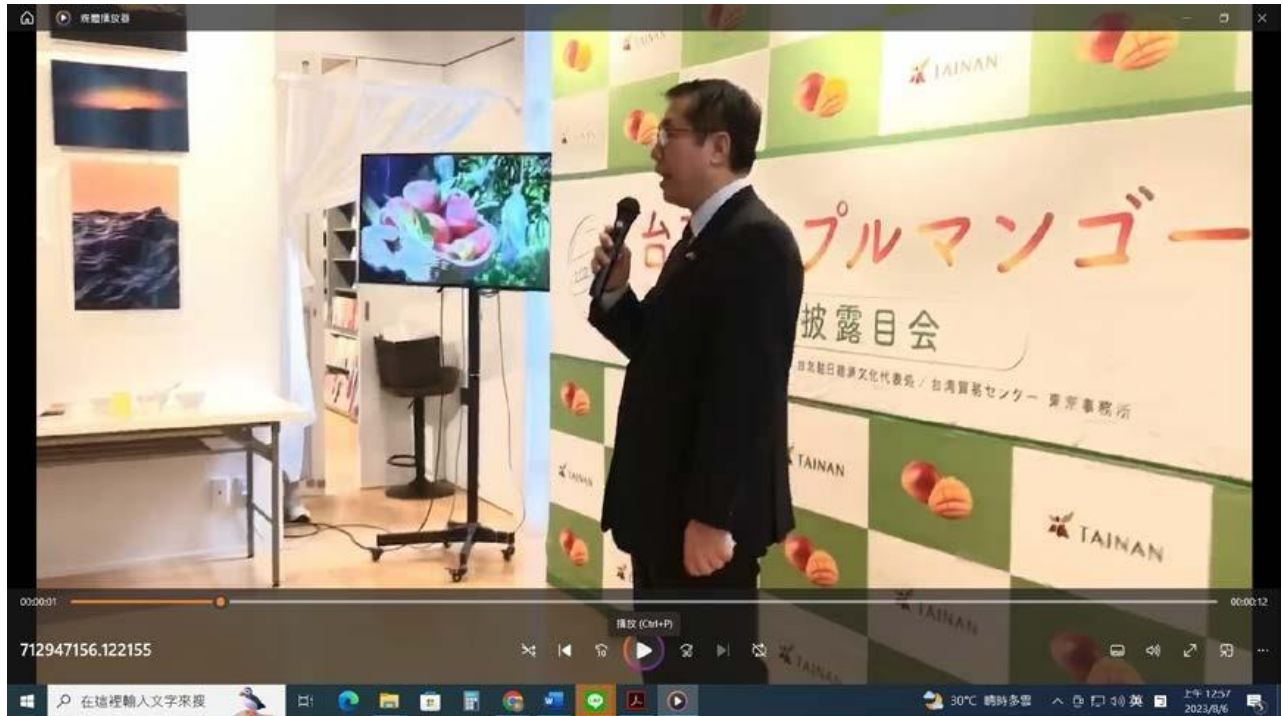 媒體播放器
TAINAN
TAINAN
台
プルマンゴー
披露目会
台北駐日経済文化代表処 / 台湾貿易センター 東京事務所
TAINAN
TAINAN
TAINAN
TAINAN
TAINAN
00:00:01
00:00:12
播放 (Ctrl+P)
712947156.122155
10
在這裡輸入文字來搜
30°C 晴時多雲
英
上午 12:57
2023/8/6